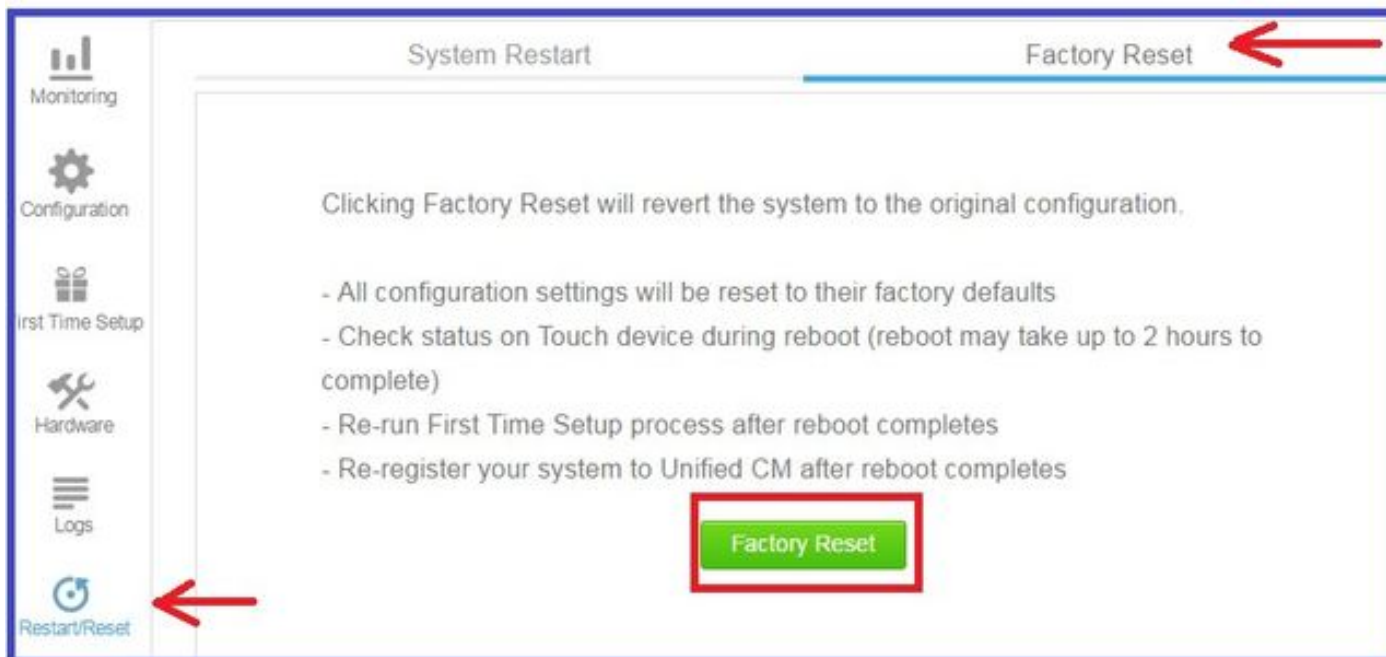 Monitoring
Configuration
irst Time Setup
Hardware
Logs
Restart/Reset
System Restart
Factory Reset
Clicking Factory Reset will revert the system to the original configuration.
- All configuration settings will be reset to their factory defaults
- Check status on Touch device during reboot (reboot may take up to 2 hours to
complete)
- Re-run First Time Setup process after reboot completes
- Re-register your system to Unified CM after reboot completes
Factory Reset